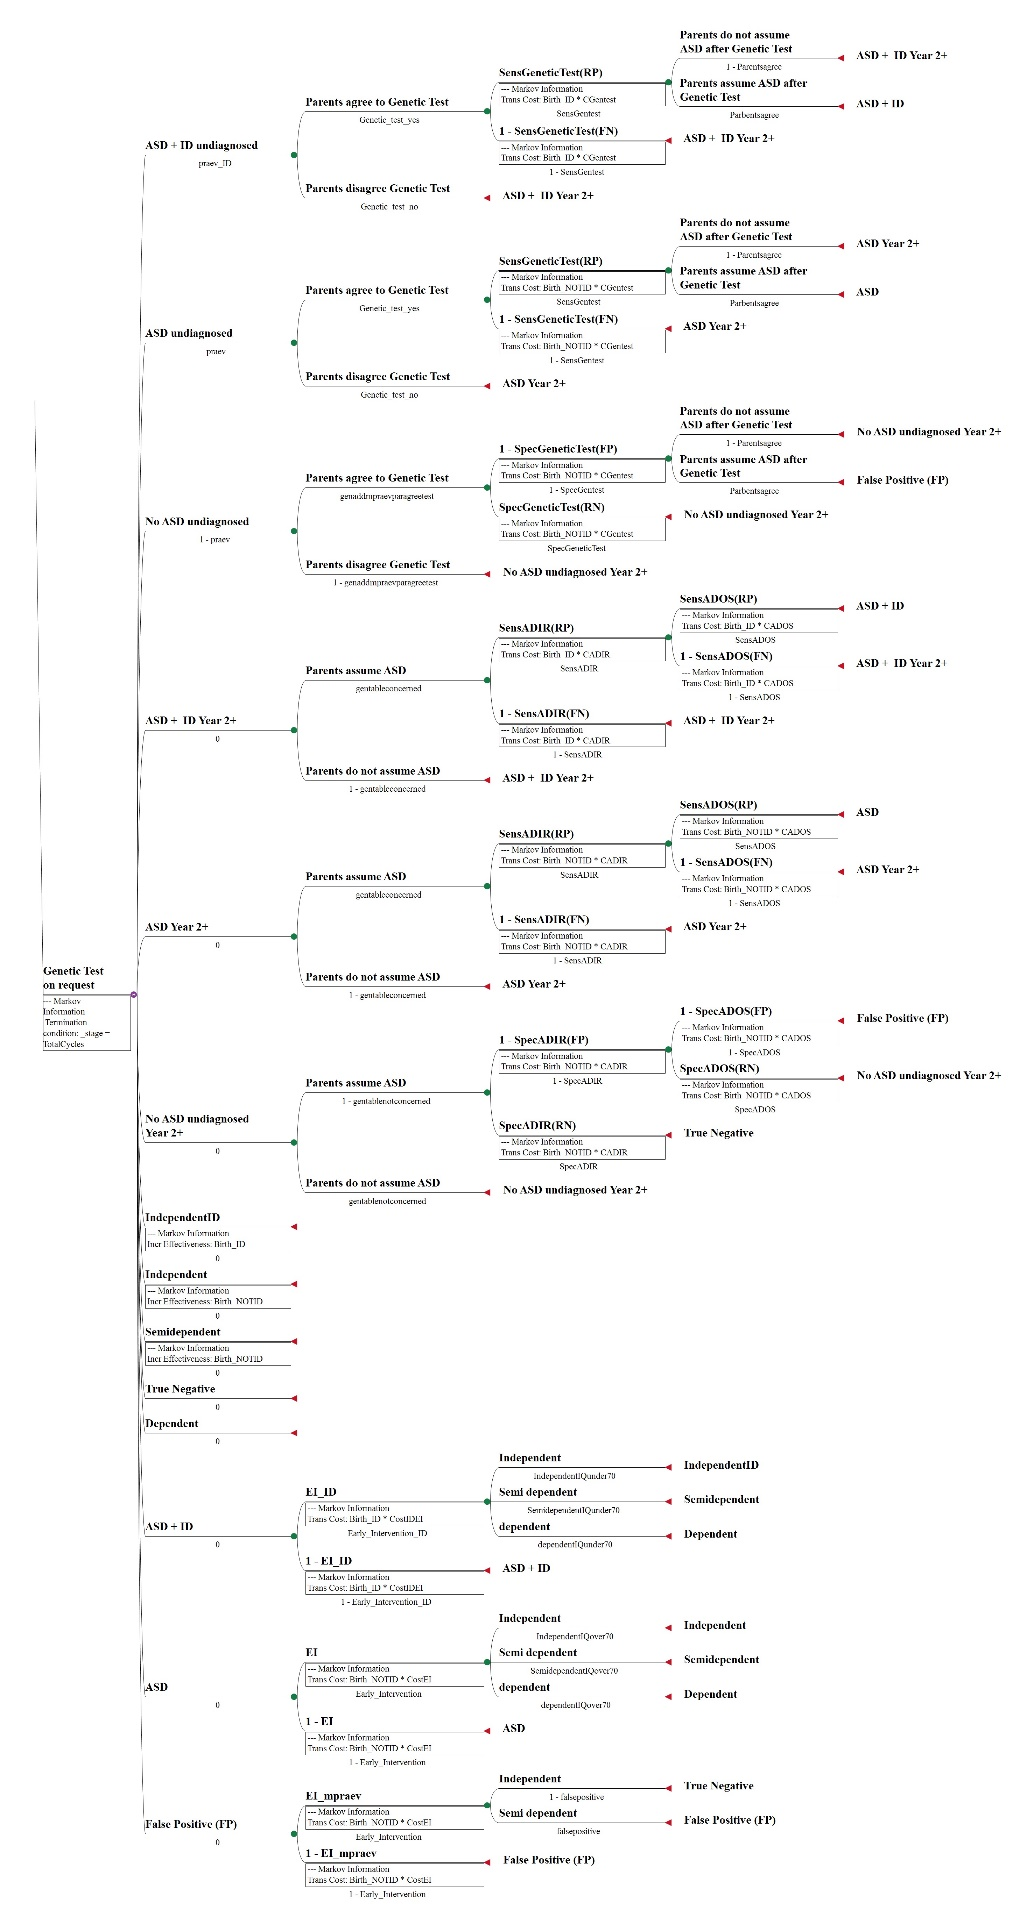 Genetic Test
on request
--- Markov
Information
Termination
condition: _stage =
TotalCycles
ASD + ID undiagnosed
praev_ID
Parents agree to Genetic Test
Genetic_test_yes
SensGeneticTest(RP)
--- Markov Information
Trans Cost: Birth_ID * CGentest
SensGentest
Parents do not assume
ASD after Genetic Test
1 - Parentsagree
ASD + ID Year 2+
Parents assume ASD after
Genetic Test
Parbentsagree
ASD + ID
1 - SensGeneticTest(FN)
--- Markov Information
Trans Cost: Birth_ID * CGentest
1 - SensGentest
ASD + ID Year 2+
Parents disagree Genetic Test
Genetic_test_no
ASD + ID Year 2+
ASD undiagnosed
praev
Parents agree to Genetic Test
Genetic_test_yes
SensGeneticTest(RP)
--- Markov Information
Trans Cost: Birth_NOTID * CGentest
SensGentest
Parents do not assume
ASD after Genetic Test
1 - Parentsagree
ASD Year 2+
Parents assume ASD after
Genetic Test
Parbentsagree
ASD
1 - SensGeneticTest(FN)
--- Markov Information
Trans Cost: Birth_NOTID * CGentest
1 - SensGentest
ASD Year 2+
Parents disagree Genetic Test
Genetic_test_no
ASD Year 2+
No ASD undiagnosed
1 - praev
Parents agree to Genetic Test
genaddmpraevparagreetest
1 - SpecGeneticTest(FP)
--- Markov Information
Trans Cost: Birth_NOTID * CGentest
1 - SpecGentest
Parents do not assume
ASD after Genetic Test
1 - Parentsagree
No ASD undiagnosed Year 2+
Parents assume ASD after
Genetic Test
Parbentsagree
False Positive (FP)
SpecGeneticTest(RN)
--- Markov Information
Trans Cost: Birth_NOTID * CGentest
SpecGeneticTest
No ASD undiagnosed Year 2+
Parents disagree Genetic Test
1 - genaddmpraevparagreetest
No ASD undiagnosed Year 2+
ASD + ID Year 2+
0
Parents assume ASD
gentableconcerned
SensADIR(RP)
--- Markov Information
Trans Cost: Birth_ID * CADIR
SensADIR
SensADOS(RP)
--- Markov Information
Trans Cost: Birth_ID * CADOS
SensADOS
ASD + ID
1 - SensADOS(FN)
--- Markov Information
Trans Cost: Birth_ID * CADOS
1 - SensADOS
ASD + ID Year 2+
1 - SensADIR(FN)
--- Markov Information
Trans Cost: Birth_ID * CADIR
1 - SensADIR
ASD + ID Year 2+
Parents do not assume ASD
1 - gentableconcerned
ASD + ID Year 2+
ASD Year 2+
0
Parents assume ASD
gentableconcerned
SensADIR(RP)
--- Markov Information
Trans Cost: Birth_NOTID * CADIR
SensADIR
SensADOS(RP)
--- Markov Information
Trans Cost: Birth_NOTID * CADOS
SensADOS
ASD
1 - SensADOS(FN)
--- Markov Information
Trans Cost: Birth_NOTID * CADOS
1 - SensADOS
ASD Year 2+
1 - SensADIR(FN)
--- Markov Information
Trans Cost: Birth_NOTID * CADIR
1 - SensADIR
ASD Year 2+
Parents do not assume ASD
1 - gentableconcerned
ASD Year 2+
No ASD undiagnosed
Year 2+
0
Parents assume ASD
1 - gentablenotconcerned
1 - SpecADIR(FP)
--- Markov Information
Trans Cost: Birth_NOTID * CADIR
1 - SpecADIR
1 - SpecADOS(FP)
--- Markov Information
Trans Cost: Birth_NOTID * CADOS
1 - SpecADOS
False Positive (FP)
SpecADOS(RN)
--- Markov Information
Trans Cost: Birth_NOTID * CADOS
SpecADOS
No ASD undiagnosed Year 2+
SpecADIR(RN)
--- Markov Information
Trans Cost: Birth_NOTID * CADIR
SpecADIR
True Negative
Parents do not assume ASD
gentablenotconcerned
No ASD undiagnosed Year 2+
IndependentID
--- Markov Information
Incr Effectiveness: Birth_ID
0
Independent
--- Markov Information
Incr Effectiveness: Birth_NOTID
0
Semidependent
--- Markov Information
Incr Effectiveness: Birth_NOTID
0
True Negative
0
Dependent
0
ASD + ID
0
EI_ID
--- Markov Information
Trans Cost: Birth_ID * CostIDEI
Early_Intervention_ID
Independent
IndependentIQunder70
IndependentID
Semi dependent
SemidependentIQunder70
Semidependent
dependent
dependentIQunder70
Dependent
1 - EI_ID
--- Markov Information
Trans Cost: Birth_ID * CostIDEI
1 - Early_Intervention_ID
ASD + ID
ASD
0
EI
--- Markov Information
Trans Cost: Birth_NOTID * CostEI
Early_Intervention
Independent
IndependentIQover70
Independent
Semi dependent
SemidependentIQover70
Semidependent
dependent
dependentIQover70
Dependent
1 - EI
--- Markov Information
Trans Cost: Birth_NOTID * CostEI
1 - Early_Intervention
ASD
False Positive (FP)
0
EI_mpraev
--- Markov Information
Trans Cost: Birth_NOTID * CostEI
Early_Intervention
Independent
1 - falsepositive
True Negative
Semi dependent
falsepositive
False Positive (FP)
1 - EI_mpraev
--- Markov Information
Trans Cost: Birth_NOTID * CostEI
1 - Early_Intervention
False Positive (FP)